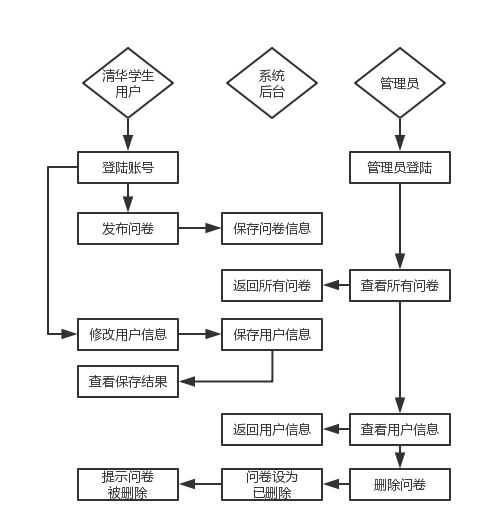 清华学生
用户
系统
后台
管理员
登陆账号
管理员登陆
发布问卷
保存问卷信息
返回所有问卷
查看所有问卷
修改用户信息
保存用户信息
查看保存结果
返回用户信息
查看用户信息
提示问卷
被删除
问卷设为
已删除
删除问卷